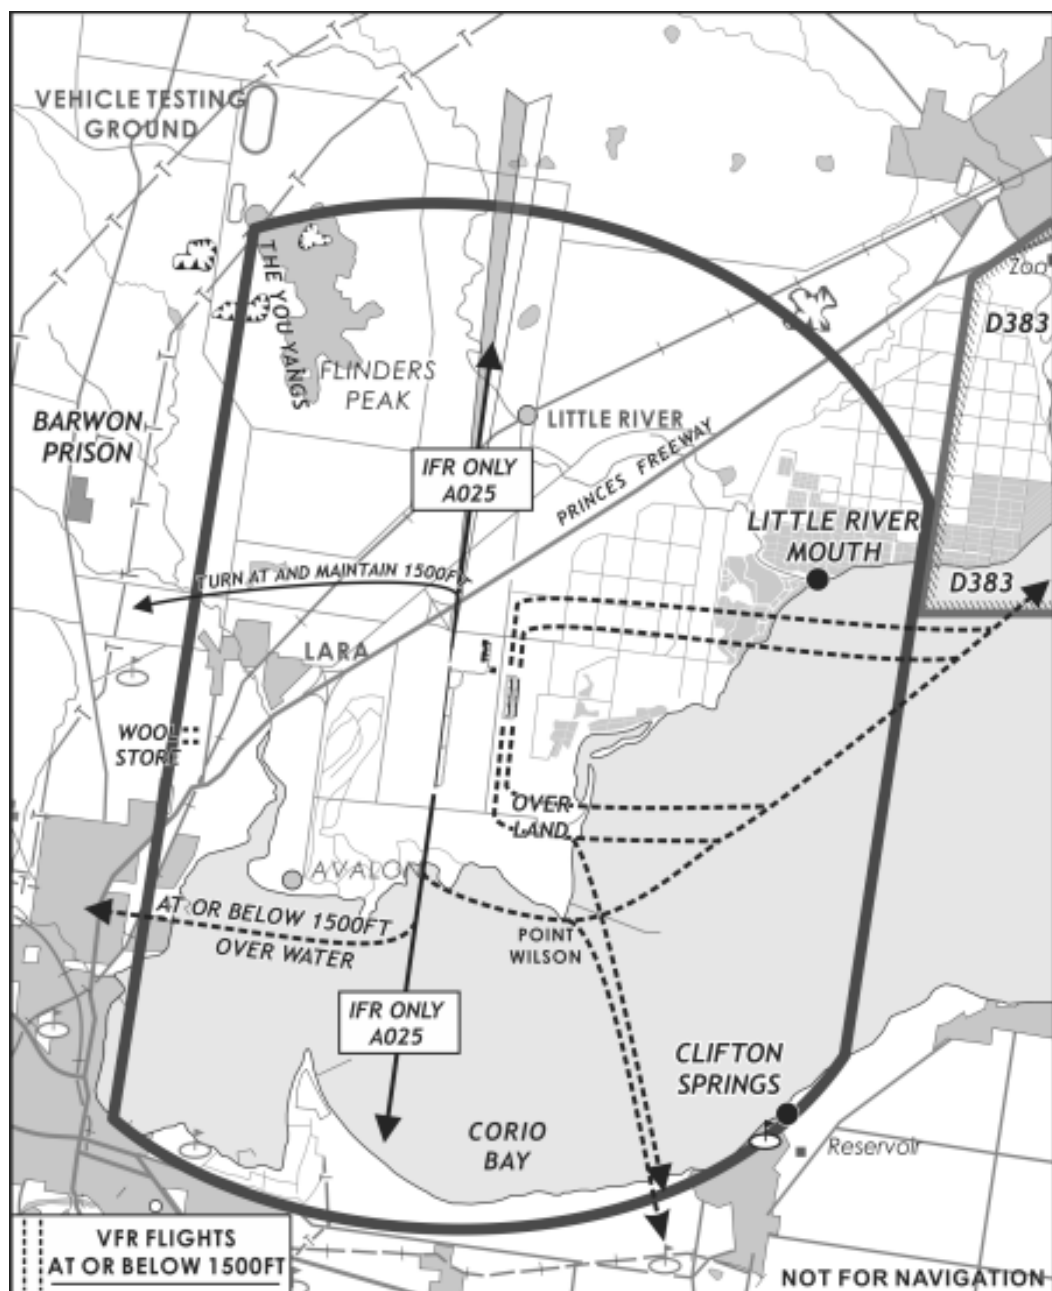 VEHICLE TESTING
GROUND
THE YOU YANGS
FLINDERS
PEAK
Zoo
D383
BARWON
PRISON
LITTLE RIVER
IFR ONLY
A025
PRINCES FREEWAY
LITTLE RIVER
MOUTH
D383
TURN AT AND MAINTAIN 1500FT
LARA
WOOL
STORE
OVER
LAND
AVALON
AT OR BELOW 1500FT
OVER WATER
POINT
WILSON
IFR ONLY
A025
CLIFTON
SPRINGS
CORIO
BAY
Reservoir
VFR FLIGHTS
AT OR BELOW 1500FT
NOT FOR NAVIGATION